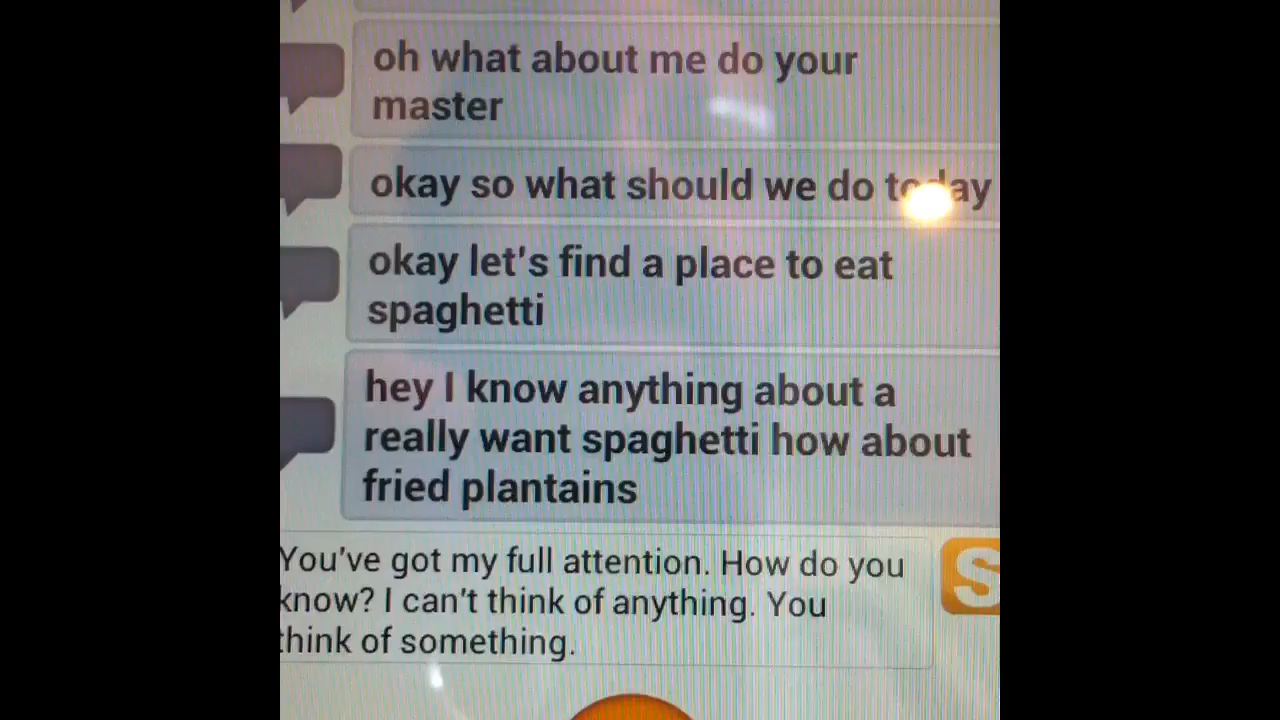 oh what about me do your
master
okay so what should we do today
okay let's find a place to eat
spaghetti
hey I know anything about a
really want spaghetti how about
fried plantains
You've got my full attention. How do you
know? I can't think of anything. You
think of something.
S